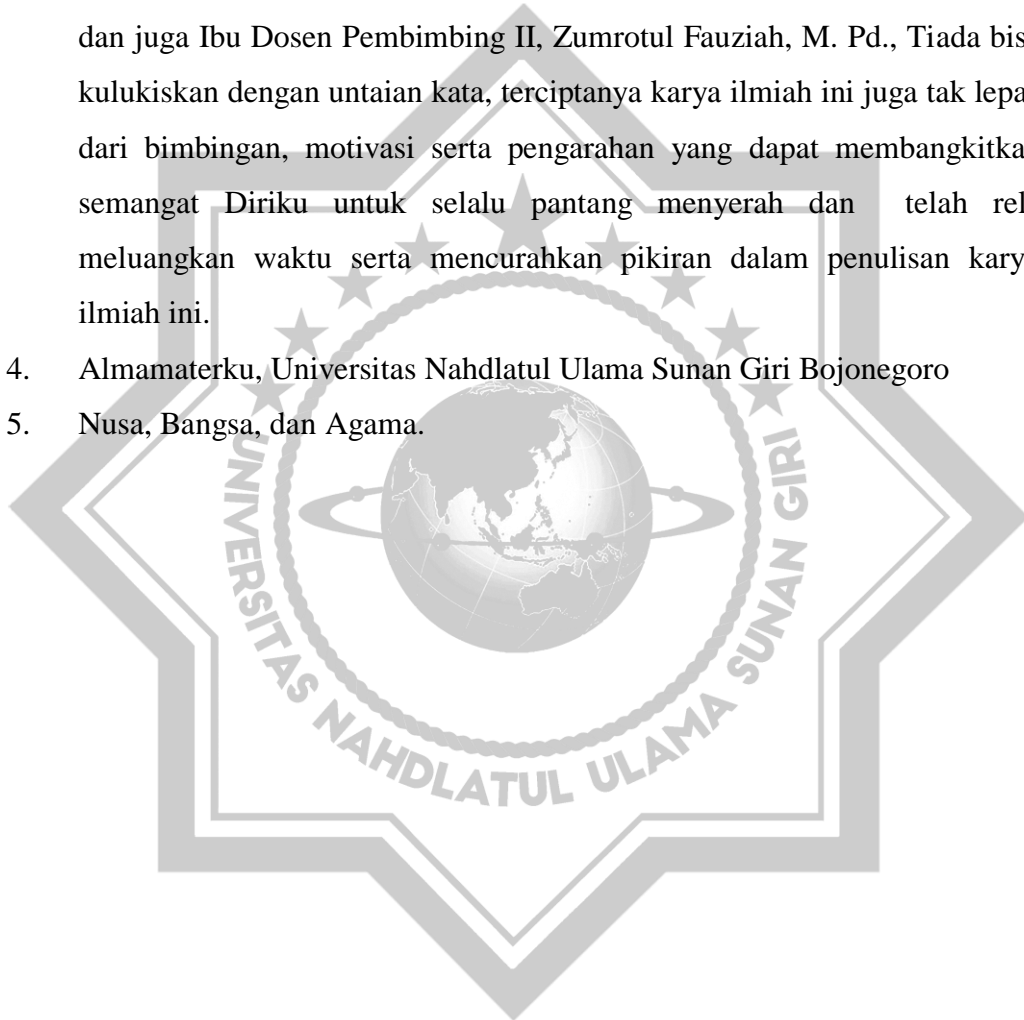 dan juga Ibu Dosen Pembimbing II, Zumrotul Fauziah, M. Pd., Tiada bis
kulukiskan dengan untaian kata, terciptanya karya ilmiah ini juga tak lepa
dari bimbingan, motivasi serta pengarahan yang dapat membangkitka
semangat Diriku untuk selalu pantang menyerah dan telah rel
meluangkan waktu serta mencurahkan pikiran dalam penulisan kary
ilmiah ini.
4. Almamaterku, Universitas Nahdlatul Ulama Sunan Giri Bojonegoro
5. Nusa, Bangsa, dan Agama.
UNIVERSITAS NAHDLATUL ULAMA SUNAN GIRI